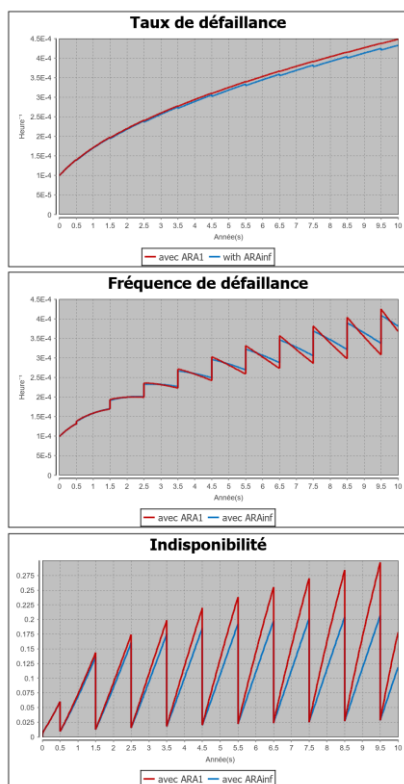 Taux de défaillance
4.5E-4
4E-4
3.5E-4
3E-4
2.5E-4
2E-4
1.5E-4
1E-4
5E-5
0
Heure⁻¹
0 0.5 1 1.5 2 2.5 3 3.5 4 4.5 5 5.5 6 6.5 7 7.5 8 8.5 9 9.5 10
Année(s)
avec ARA1 with ARAinf
Fréquence de défaillance
4.5E-4
4E-4
3.5E-4
3E-4
2.5E-4
2E-4
1.5E-4
1E-4
5E-5
0
Heure⁻¹
0 0.5 1 1.5 2 2.5 3 3.5 4 4.5 5 5.5 6 6.5 7 7.5 8 8.5 9 9.5 10
Année(s)
avec ARA1 avec ARAinf
Indisponibilité
0.275
0.25
0.225
0.2
0.175
0.15
0.125
0.1
0.075
0.05
0.025
0
0 0.5 1 1.5 2 2.5 3 3.5 4 4.5 5 5.5 6 6.5 7 7.5 8 8.5 9 9.5 10
Année(s)
avec ARA1 avec ARAinf